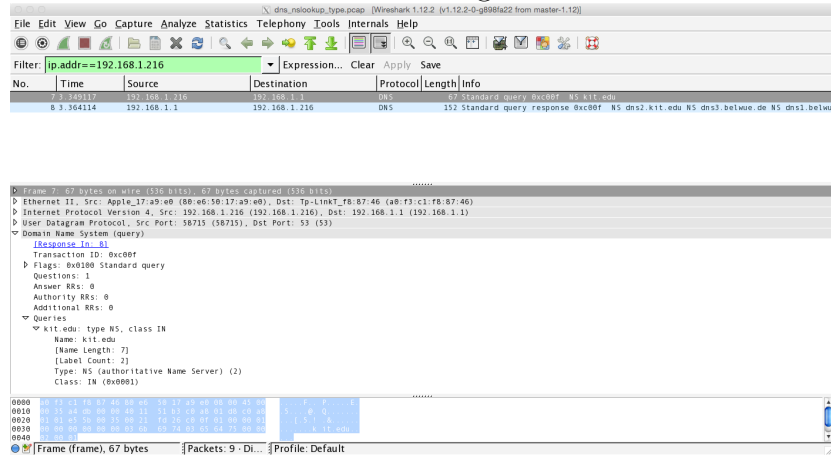 dns_nslookup_type.pcap [Wireshark 1.12.2 (v1.12.2-0-g898fa22 from master-1.12)]
File Edit View Go Capture Analyze Statistics Telephony Tools Internals Help
Filter: ip.addr==192.168.1.216 Expression... Clear Apply Save
No. Time Source Destination Protocol Length Info
7 3.349117 192.168.1.216 192.168.1.1 DNS 67 Standard query 0xc00f NS kit.edu
8 3.364114 192.168.1.1 192.168.1.216 DNS 152 Standard query response 0xc00f NS dns2.kit.edu NS dns3.belwue.de NS dns1.belwu
Frame 7: 67 bytes on wire (536 bits), 67 bytes captured (536 bits)
Ethernet II, Src: Apple_17:a9:e0 (80:e6:50:17:a9:e0), Dst: Tp-LinkT_f8:87:46 (a0:f3:c1:f8:87:46)
Internet Protocol Version 4, Src: 192.168.1.216 (192.168.1.216), Dst: 192.168.1.1 (192.168.1.1)
User Datagram Protocol, Src Port: 58715 (58715), Dst Port: 53 (53)
Domain Name System (query)
[Response In: 8]
Transaction ID: 0xc00f
Flags: 0x0100 Standard query
Questions: 1
Answer RRs: 0
Authority RRs: 0
Additional RRs: 0
Queries
kit.edu: type NS, class IN
Name: kit.edu
[Name Length: 7]
[Label Count: 2]
Type: NS (authoritative Name Server) (2)
Class: IN (0x0001)
0000
0010
0020
0030
0040
Frame (frame), 67 bytes Packets: 9 · Di... Profile: Default